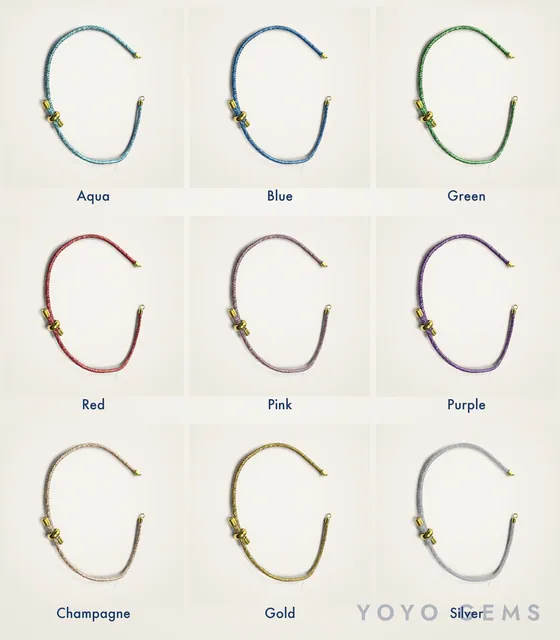 Aqua
Blue
Green
Red
Pink
Purple
Champagne
Gold
Silver
YOYO GEMS